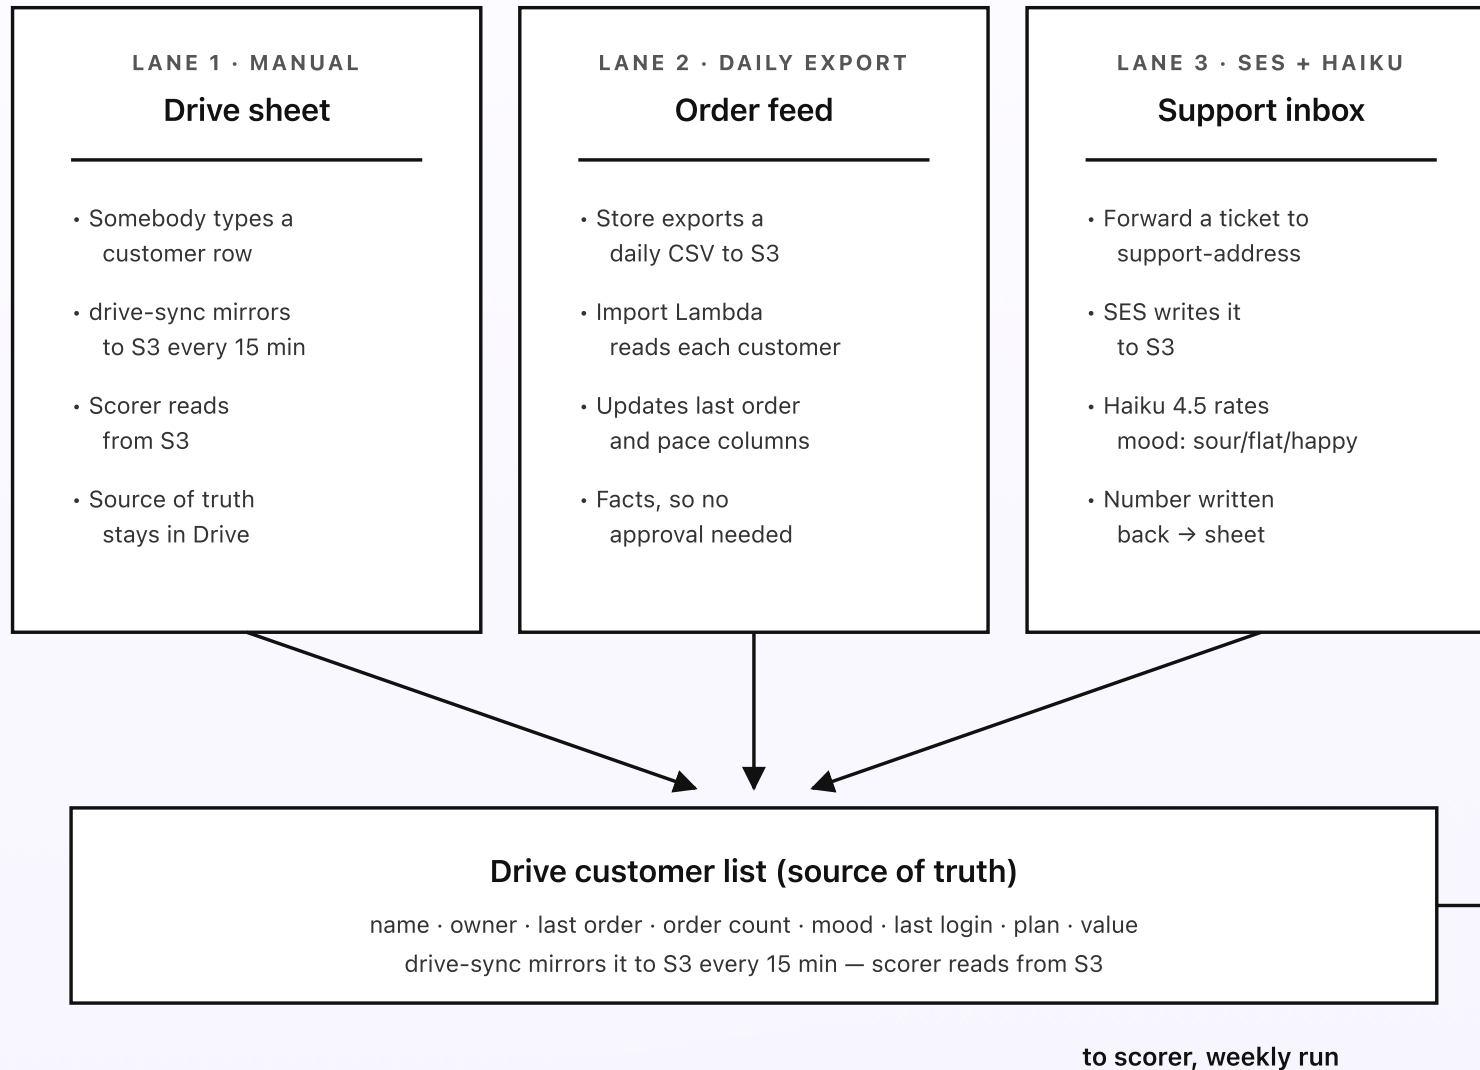 LANE 1 · MANUAL
Drive sheet
• Somebody types a
customer row
• drive-sync mirrors
to S3 every 15 min
• Scorer reads
from S3
• Source of truth
stays in Drive
LANE 2 · DAILY EXPORT
Order feed
• Store exports a
daily CSV to S3
• Import Lambda
reads each customer
• Updates last order
and pace columns
• Facts, so no
approval needed
LANE 3 · SES + HAIKU
Support inbox
• Forward a ticket to
support-address
• SES writes it
to S3
• Haiku 4.5 rates
mood: sour/flat/happy
• Number written
back → sheet
Drive customer list (source of truth)
name · owner · last order · order count · mood · last login · plan · value
drive-sync mirrors it to S3 every 15 min — scorer reads from S3
to scorer, weekly run